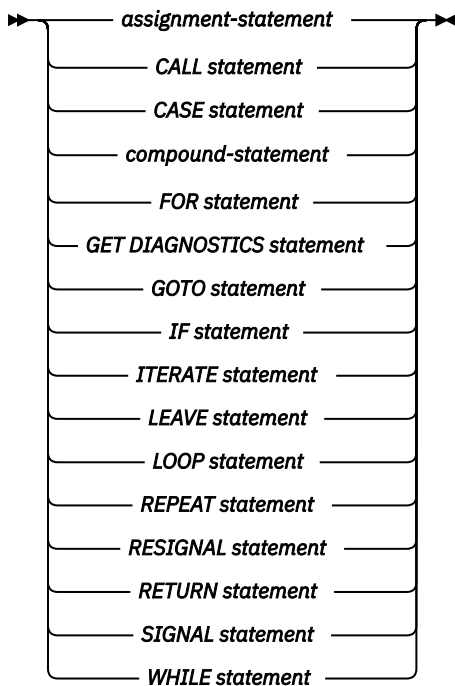 assignment-statement
CALL statement
CASE statement
compound-statement
FOR statement
GET DIAGNOSTICS statement
GOTO statement
IF statement
ITERATE statement
LEAVE statement
LOOP statement
REPEAT statement
RESIGNAL statement
RETURN statement
SIGNAL statement
WHILE statement